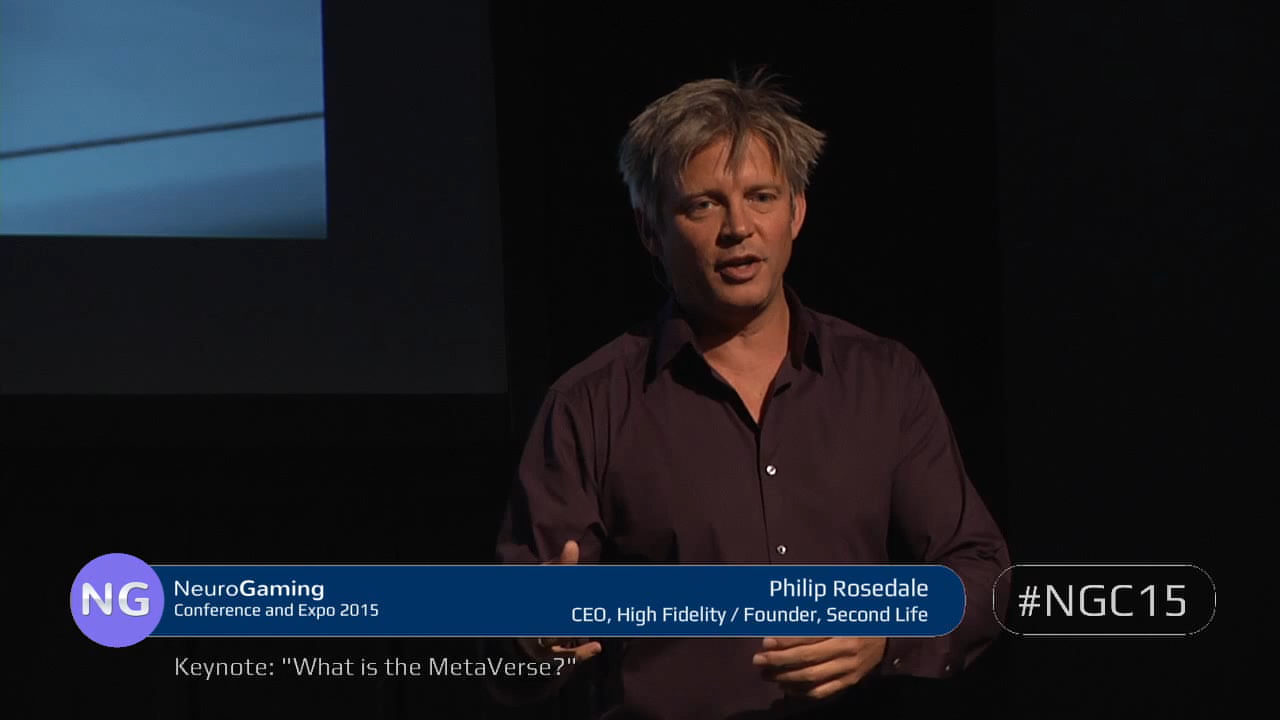 NG
NeuroGaming
Conference and Expo 2015
Philip Rosedale
CEO, High Fidelity / Founder, Second Life
#NGC15
Keynote: "What is the MetaVerse?"